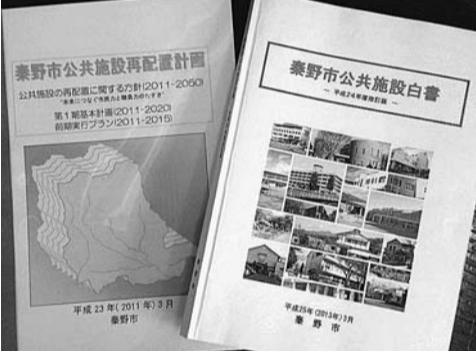 秦野市公共施設再配置計画
公共施設の再配置に関する方針(2011-2050)
"未来につなぐ市民力と職員力のたすき"
第1期基本計画(2011-2020)
前期実行プラン(2011-2015)
平成23年(2011年)3月
秦野市
秦野市公共施設白書
― 平成24年度改訂版 ―
平成25年(2013年)3月
秦野市